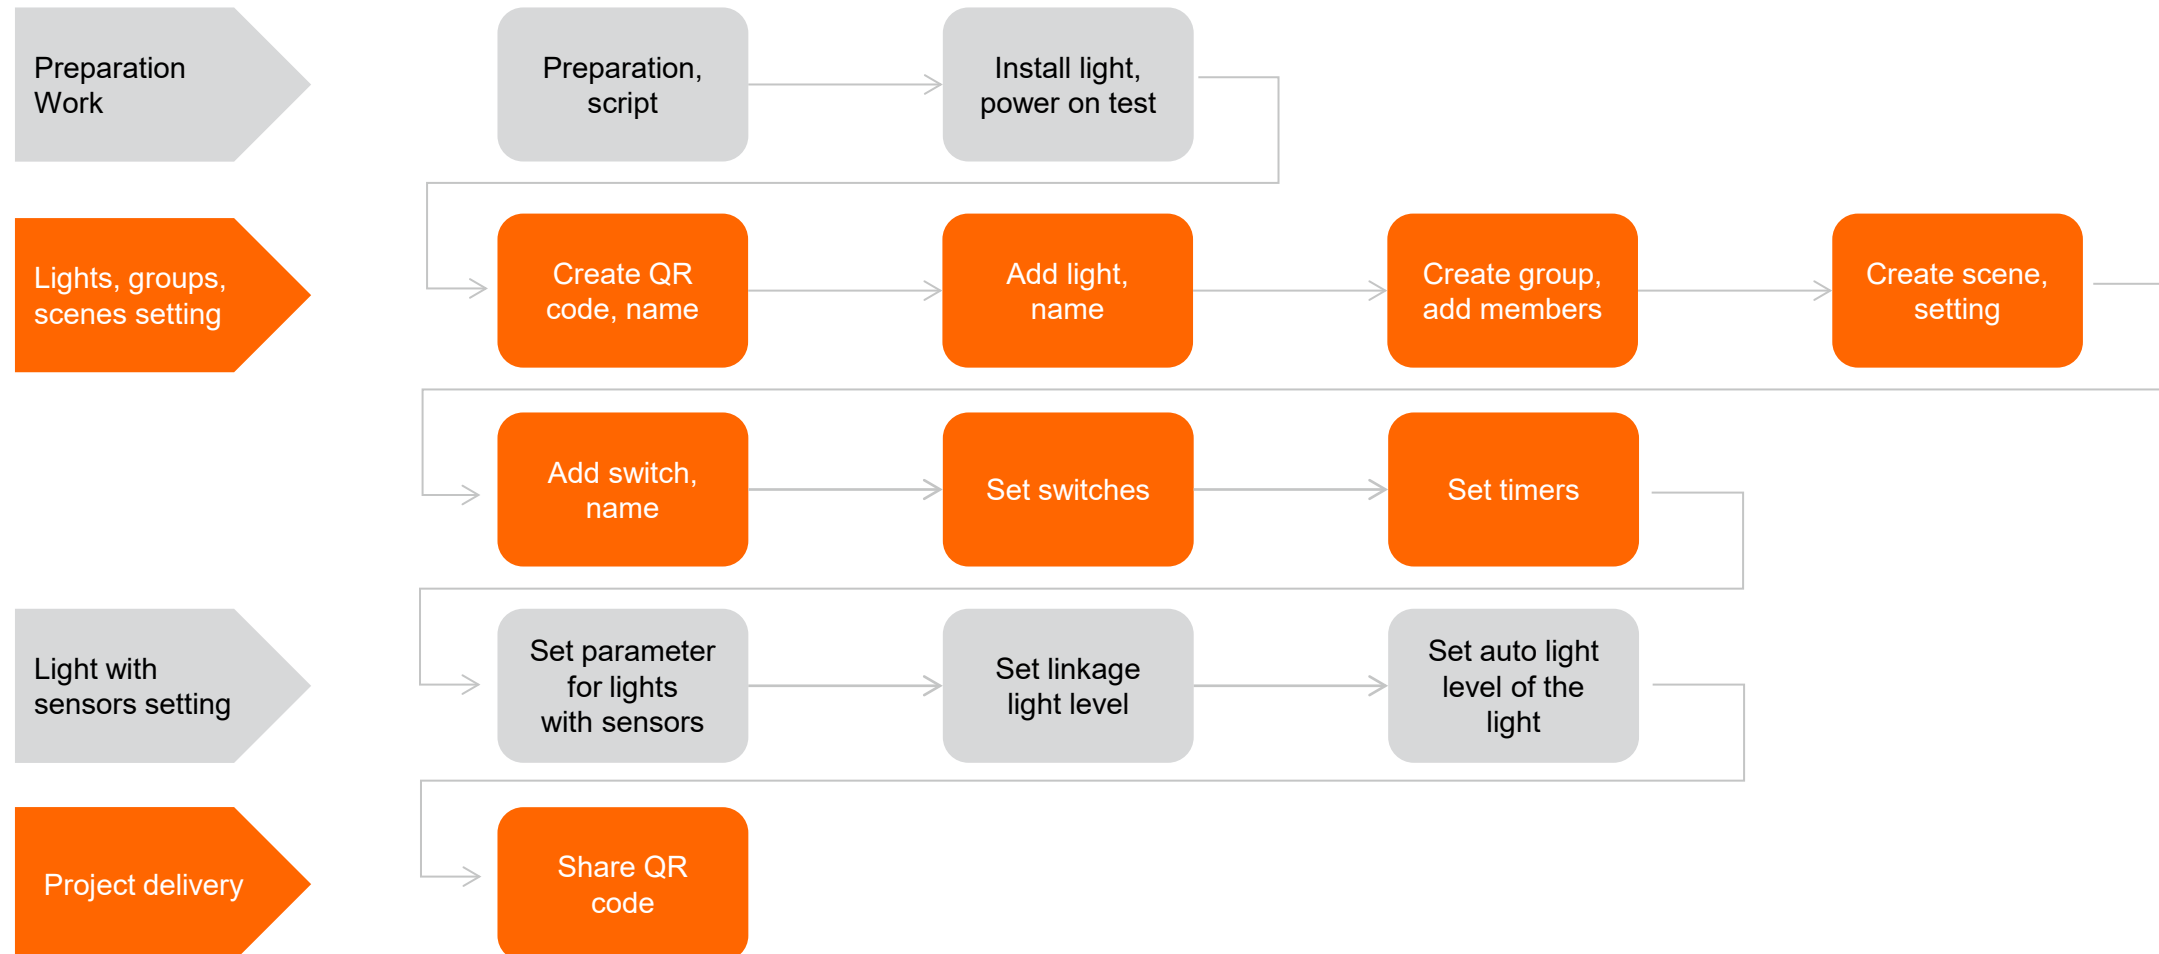 Preparation
Work
Preparation,
script
Install light,
power on test
Lights, groups,
scenes setting
Create QR
code, name
Add light,
name
Create group,
add members
Create scene,
setting
Add switch,
name
Set switches
Set timers
Light with
sensors setting
Set parameter
for lights
with sensors
Set linkage
light level
Set auto light
level of the
light
Project delivery
Share QR
code